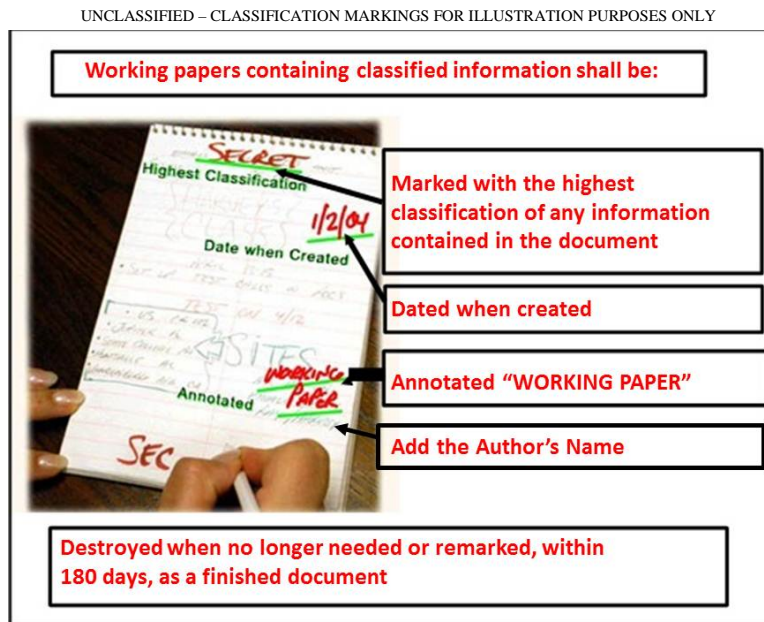 UNCLASSIFIED – CLASSIFICATION MARKINGS FOR ILLUSTRATION PURPOSES ONLY
Working papers containing classified information shall be:
SECRET
Highest Classification
1/2/04
Date when Created
TEST
SITES
WORKING
PAPER
Annotated
SEC
Marked with the highest
classification of any information
contained in the document
Dated when created
Annotated “WORKING PAPER”
Add the Author’s Name
Destroyed when no longer needed or remarked, within
180 days, as a finished document